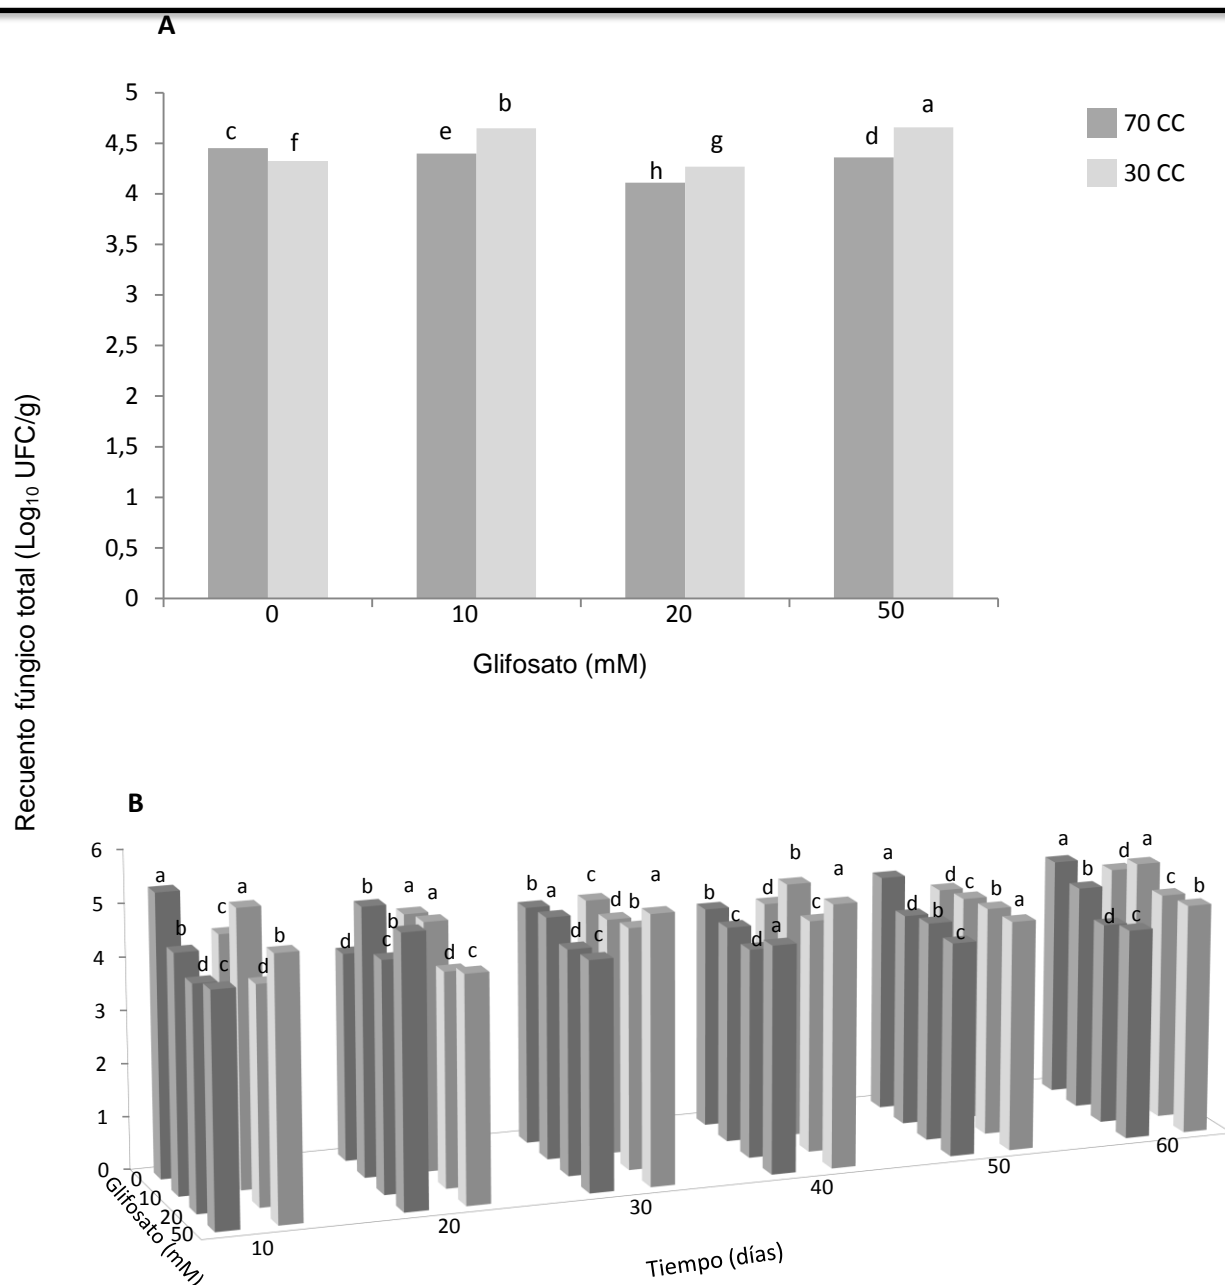 A
Recuento fúngico total (Log10 UFC/g)
5
4,5
4
3,5
3
2,5
2
1,5
1
0,5
0
c f e b h g d a
0 10 20 50
Glifosato (mM)
70 CC
30 CC
B
6
5
4
3
2
1
0
a b d c c a d b
d b c b a a d c
b a d c c d b a
b c d a d b c a
a d b c d c b a
a b d c d a c b
0
10
20
50
Glifosato (mM)
10 20 30 40 50 60
Tiempo (días)